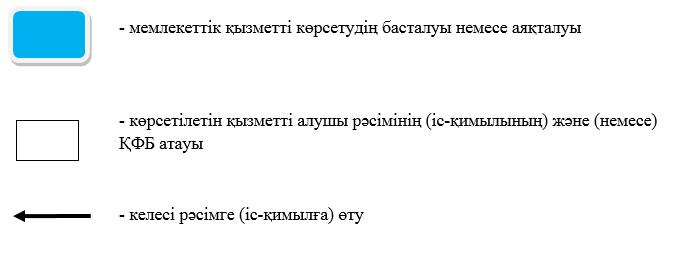 - мемлекеттік қызметті көрсетудің басталуы немесе аяқталуы
- көрсетілетін қызметті алушы рәсімінің (іс-қимылының) және (немесе)
ҚФБ атауы
- келесі рәсімге (іс-қимылға) өту